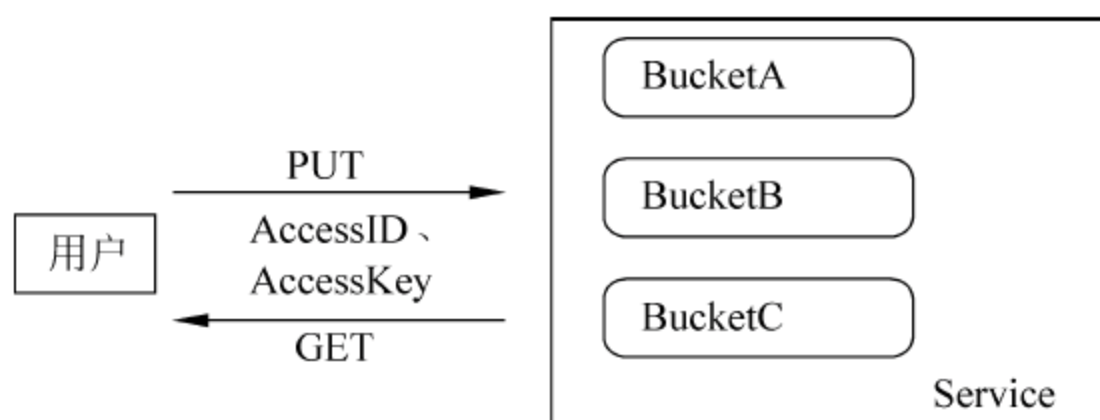 用户
PUT
AccessID、
AccessKey
GET
BucketA
BucketB
BucketC
Service